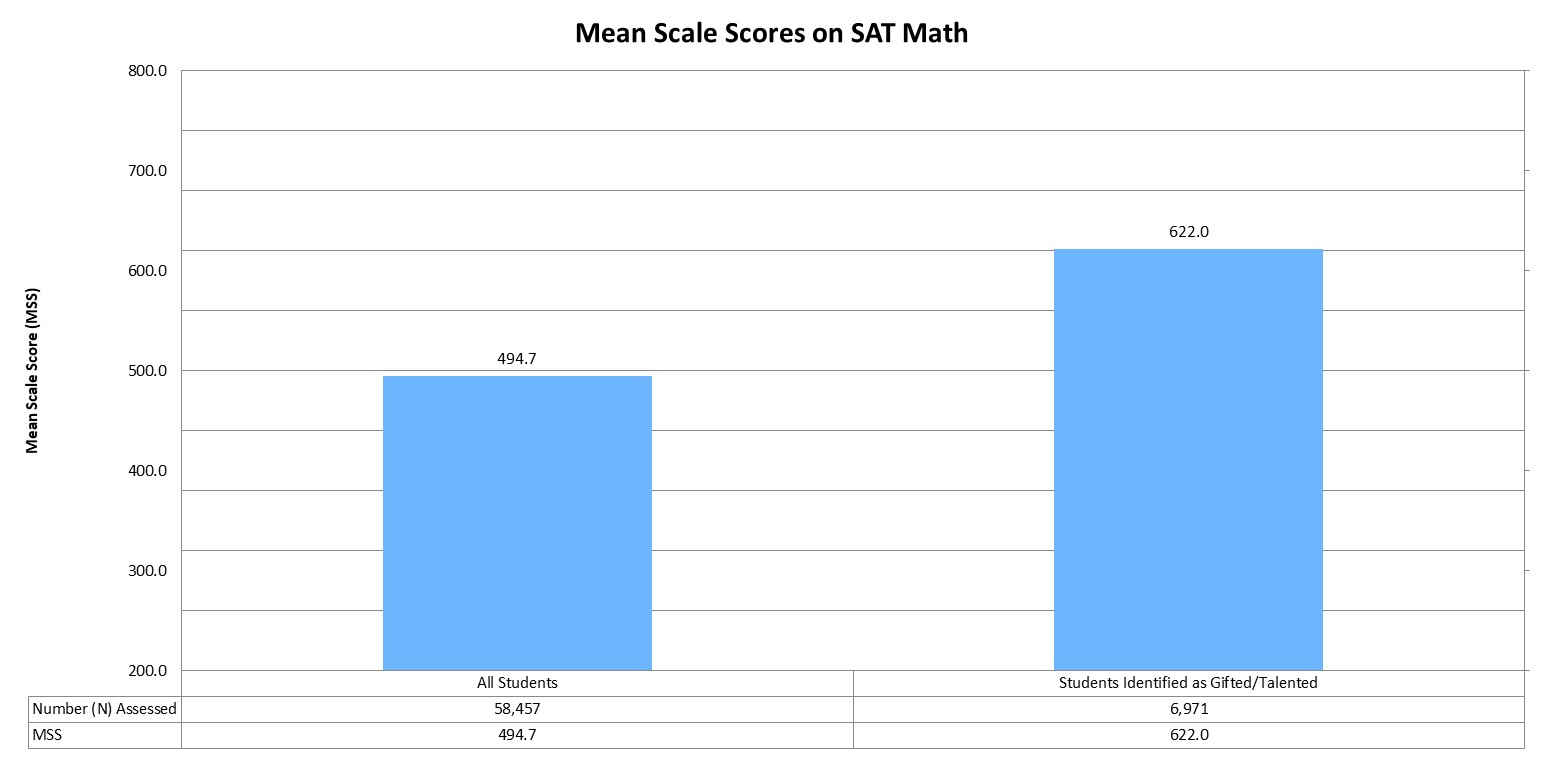 Mean Scale Scores on SAT Math
Mean Scale Score (MSS)
800.0
700.0
600.0
500.0
400.0
300.0
200.0
494.7
622.0
All Students Students Identified as Gifted/Talented
Number (N) Assessed 58,457 6,971
MSS 494.7 622.0